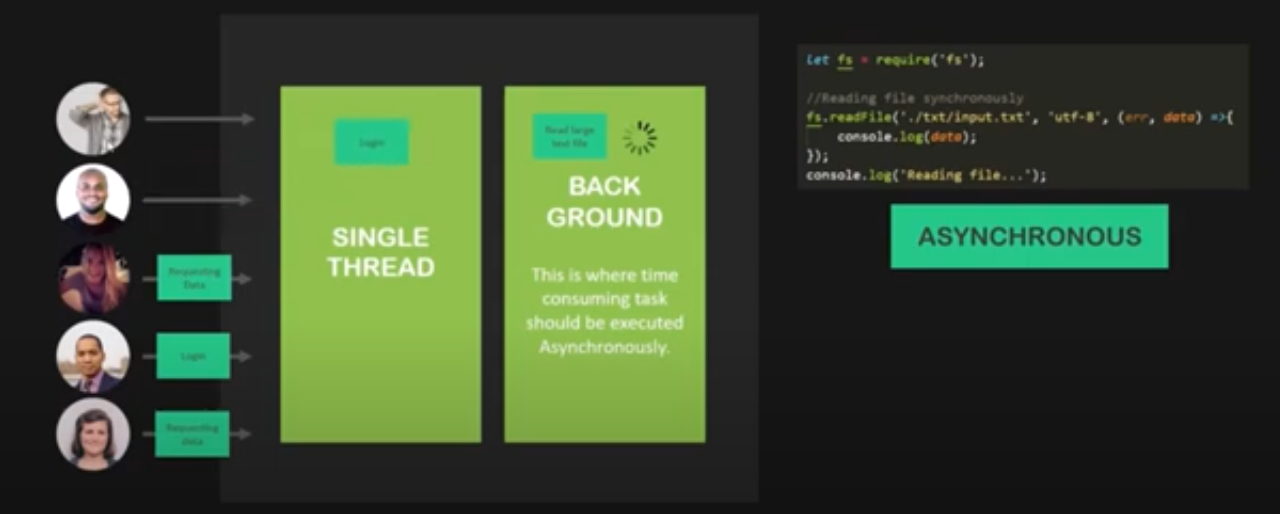 Login
SINGLE
THREAD
Read large
text file
BACK
GROUND
This is where time
consuming task
should be executed
Asynchronously.
Requesting
Data
Login
Requesting
data
let fs = require('fs');
//Reading file synchronously
fs.readFile('./txt/input.txt', 'utf-8', (err, data) =>{
console.log(data);
});
console.log('Reading file...');
ASYNCHRONOUS